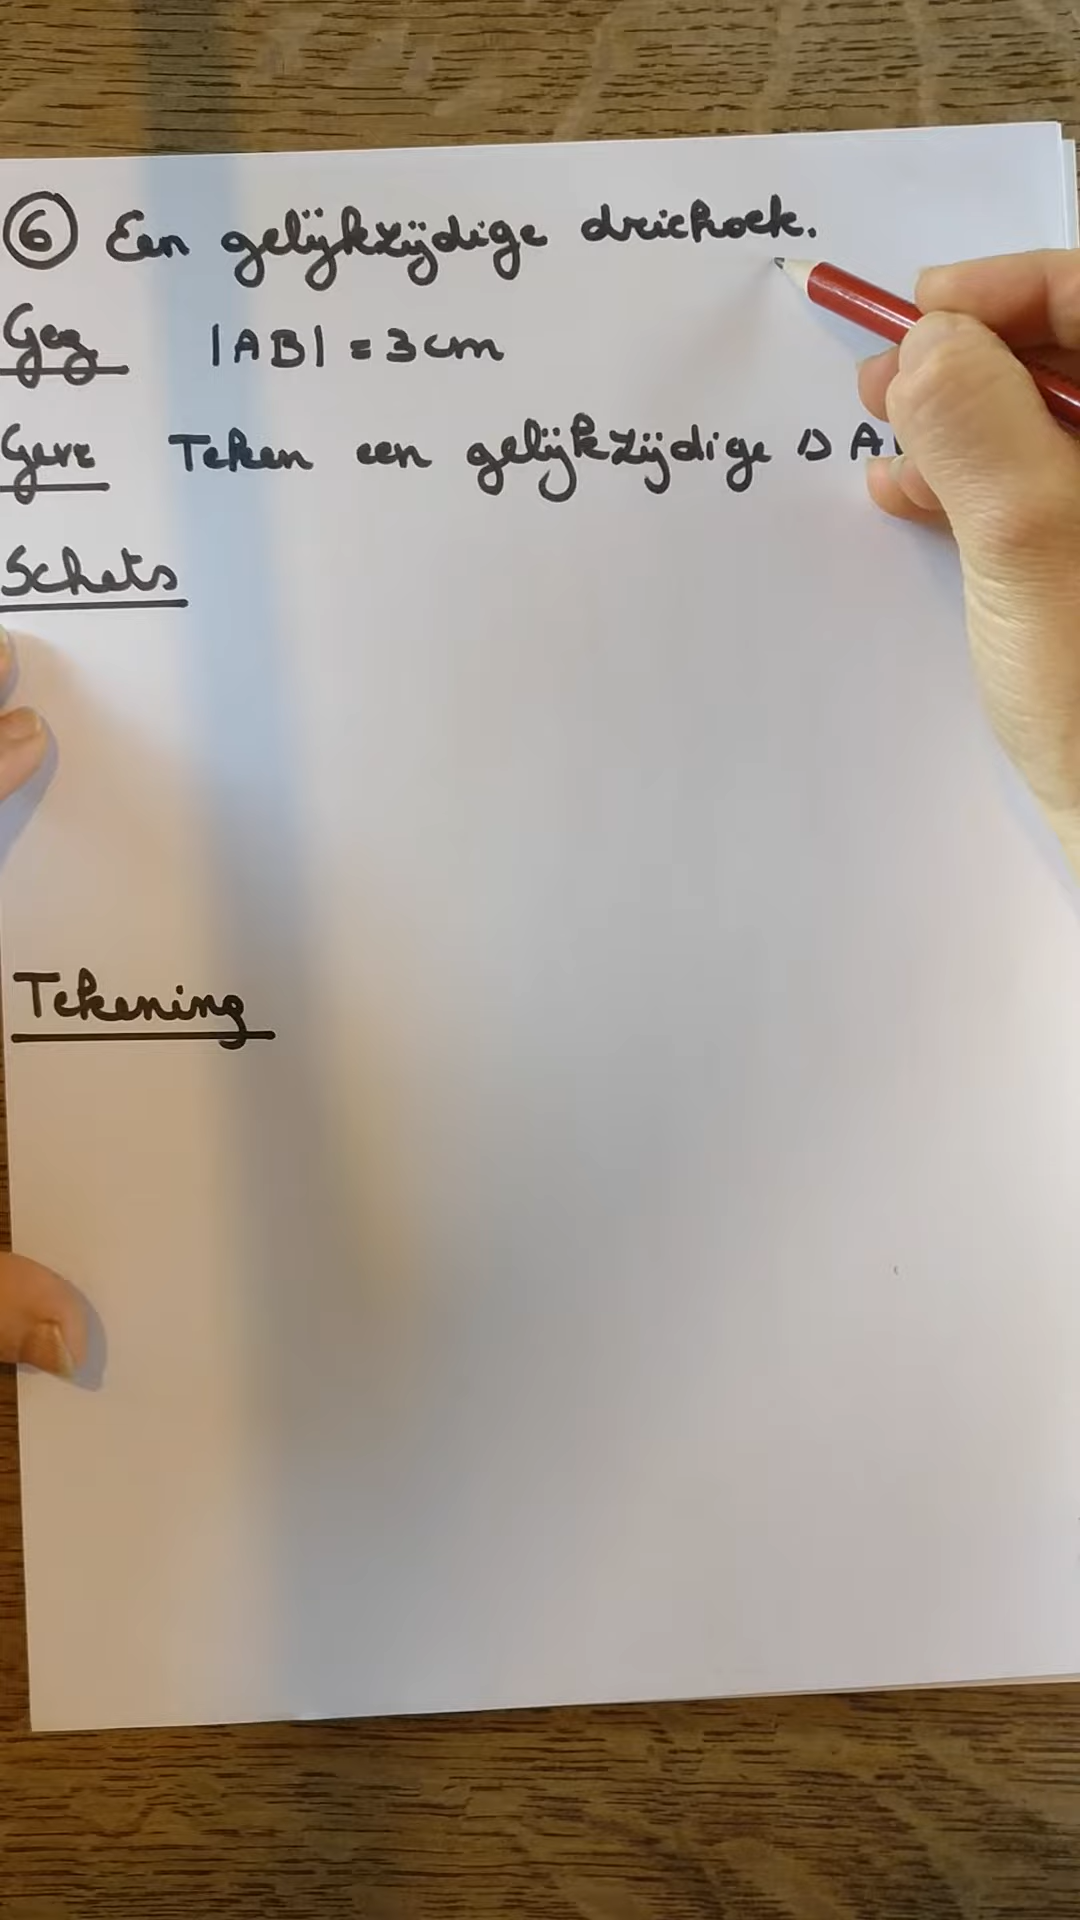 6 Een gelijkzijdige driehoek.
Geg |AB| = 3cm
Gevr Teken een gelijkzijdige Δ A
Schets
Tekening